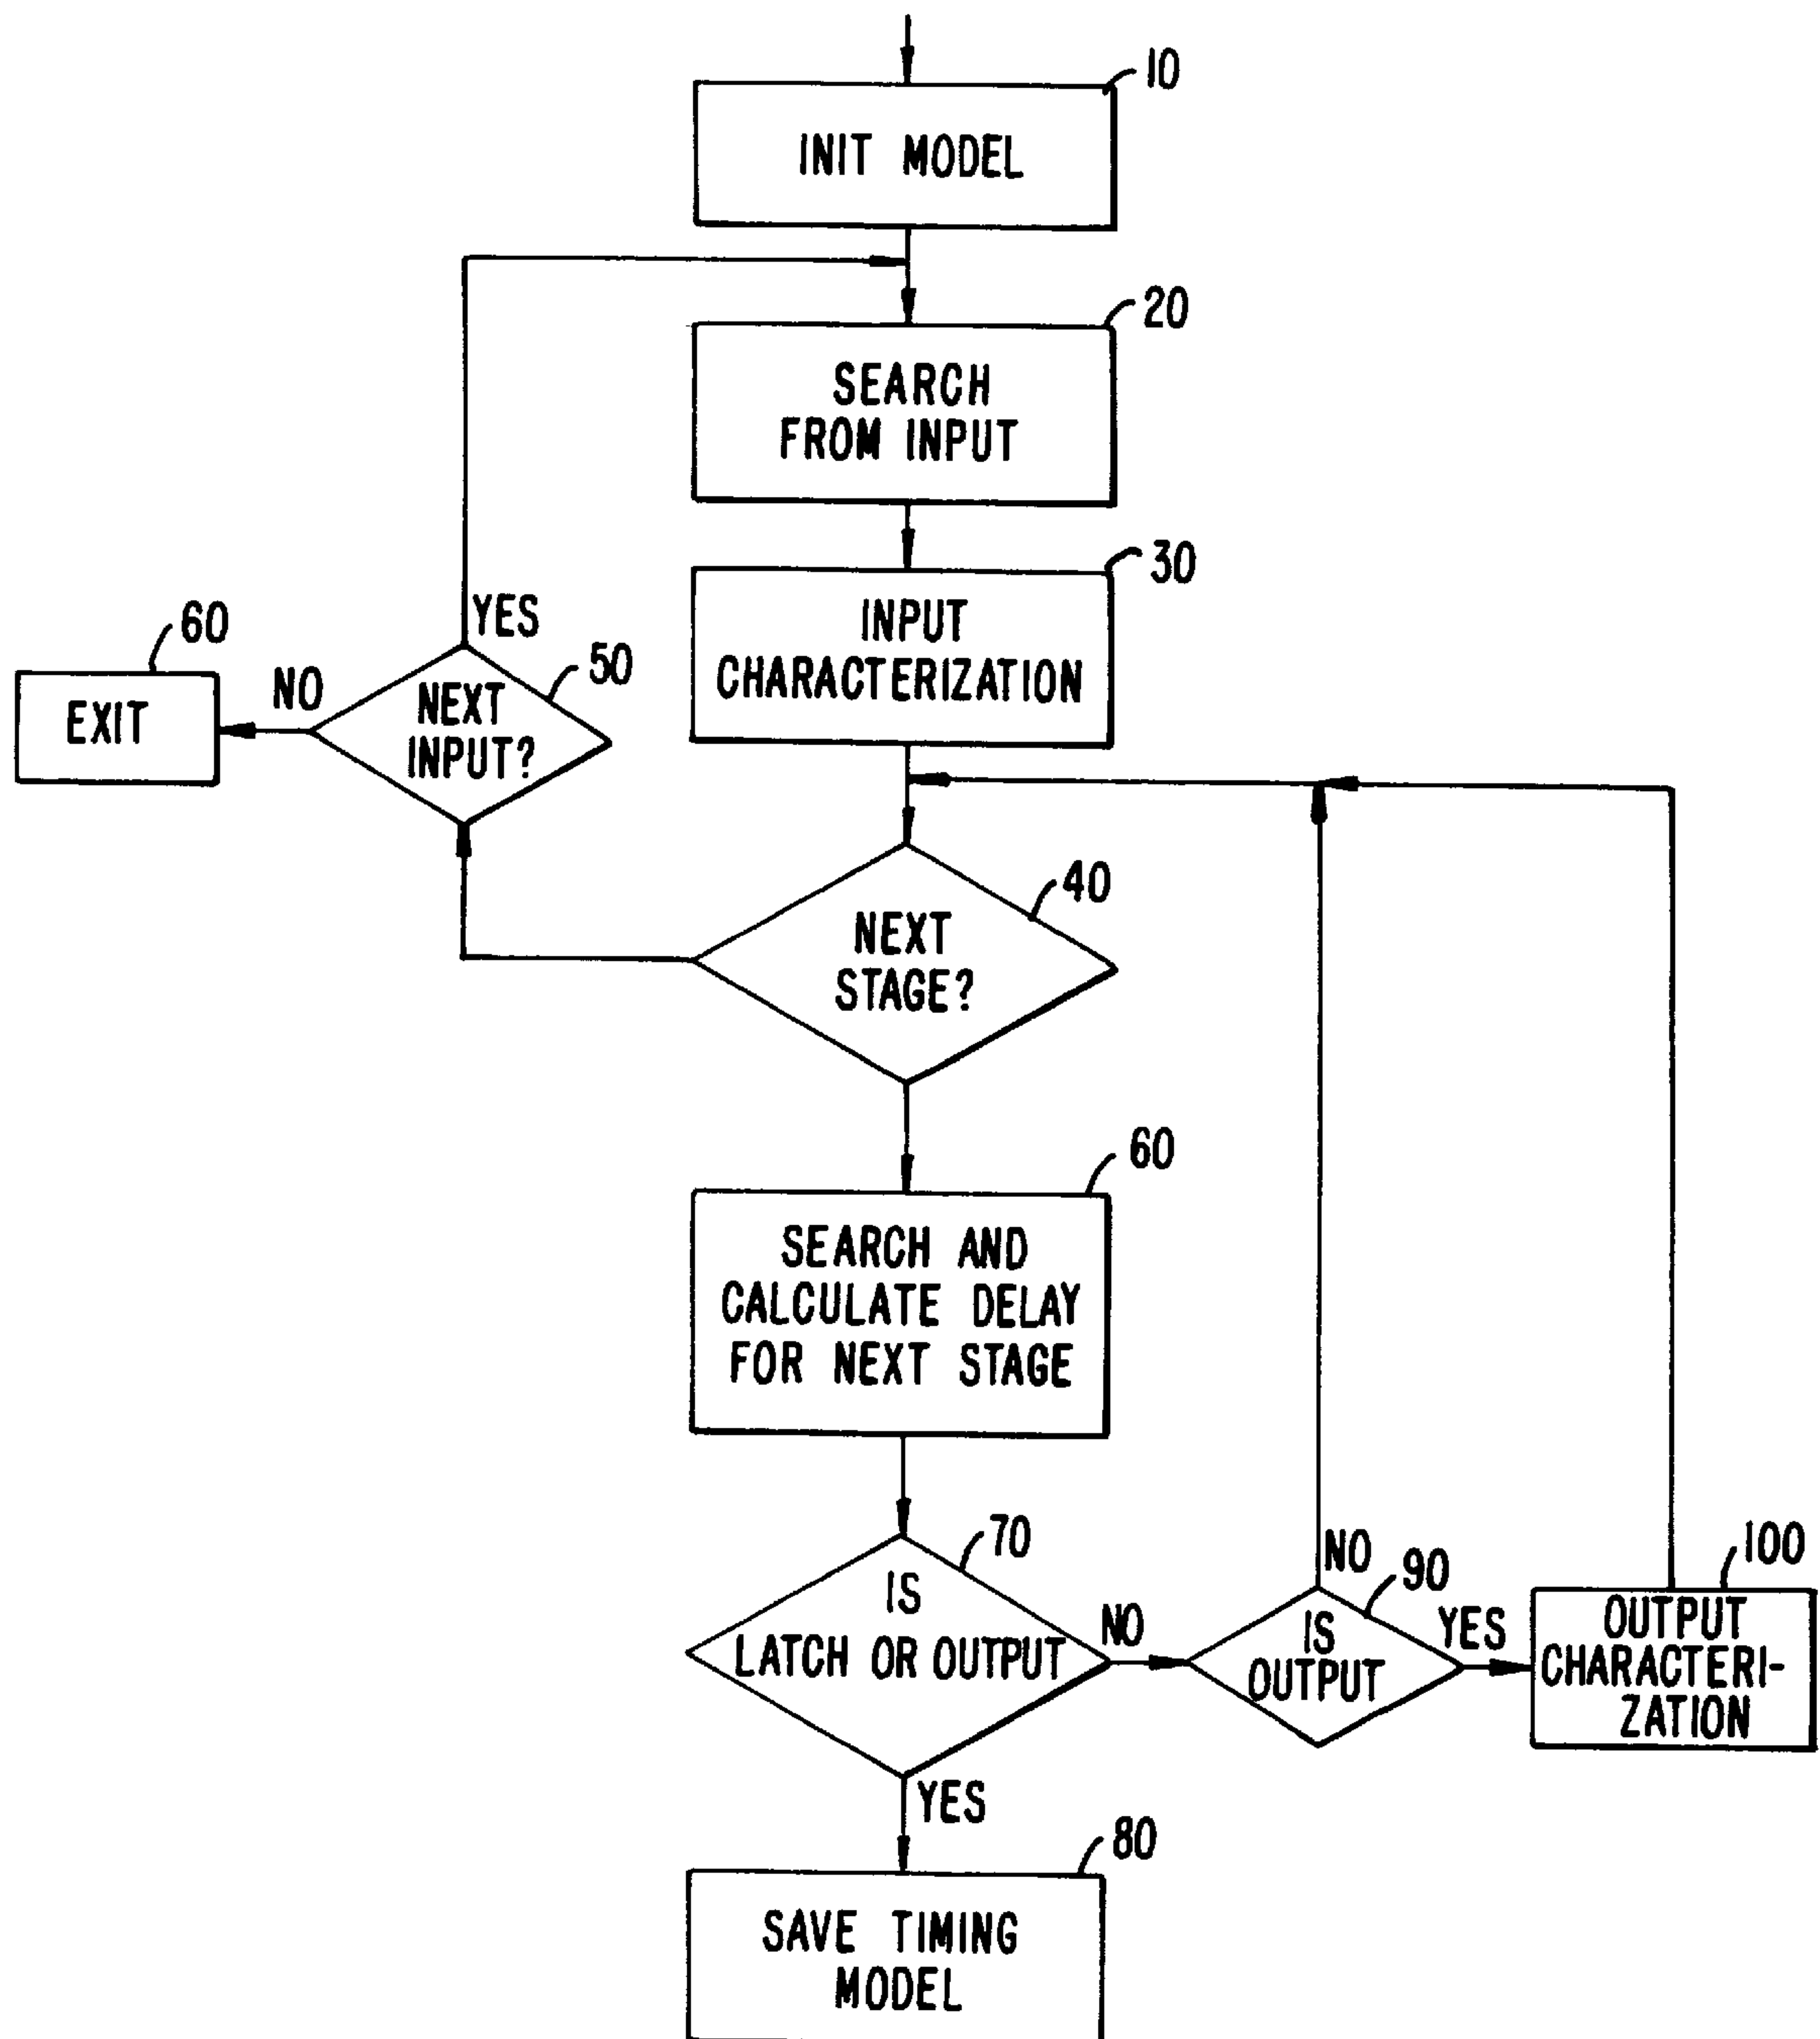 10
INIT MODEL
20
SEARCH
FROM INPUT
30
INPUT
CHARACTERIZATION
60
EXIT
NO
YES
50
NEXT
INPUT?
40
NEXT
STAGE?
60
SEARCH AND
CALCULATE DELAY
FOR NEXT STAGE
70
IS
LATCH OR OUTPUT
NO
YES
NO
90
IS
OUTPUT
YES
100
OUTPUT
CHARACTERI-
ZATION
80
SAVE TIMING
MODEL